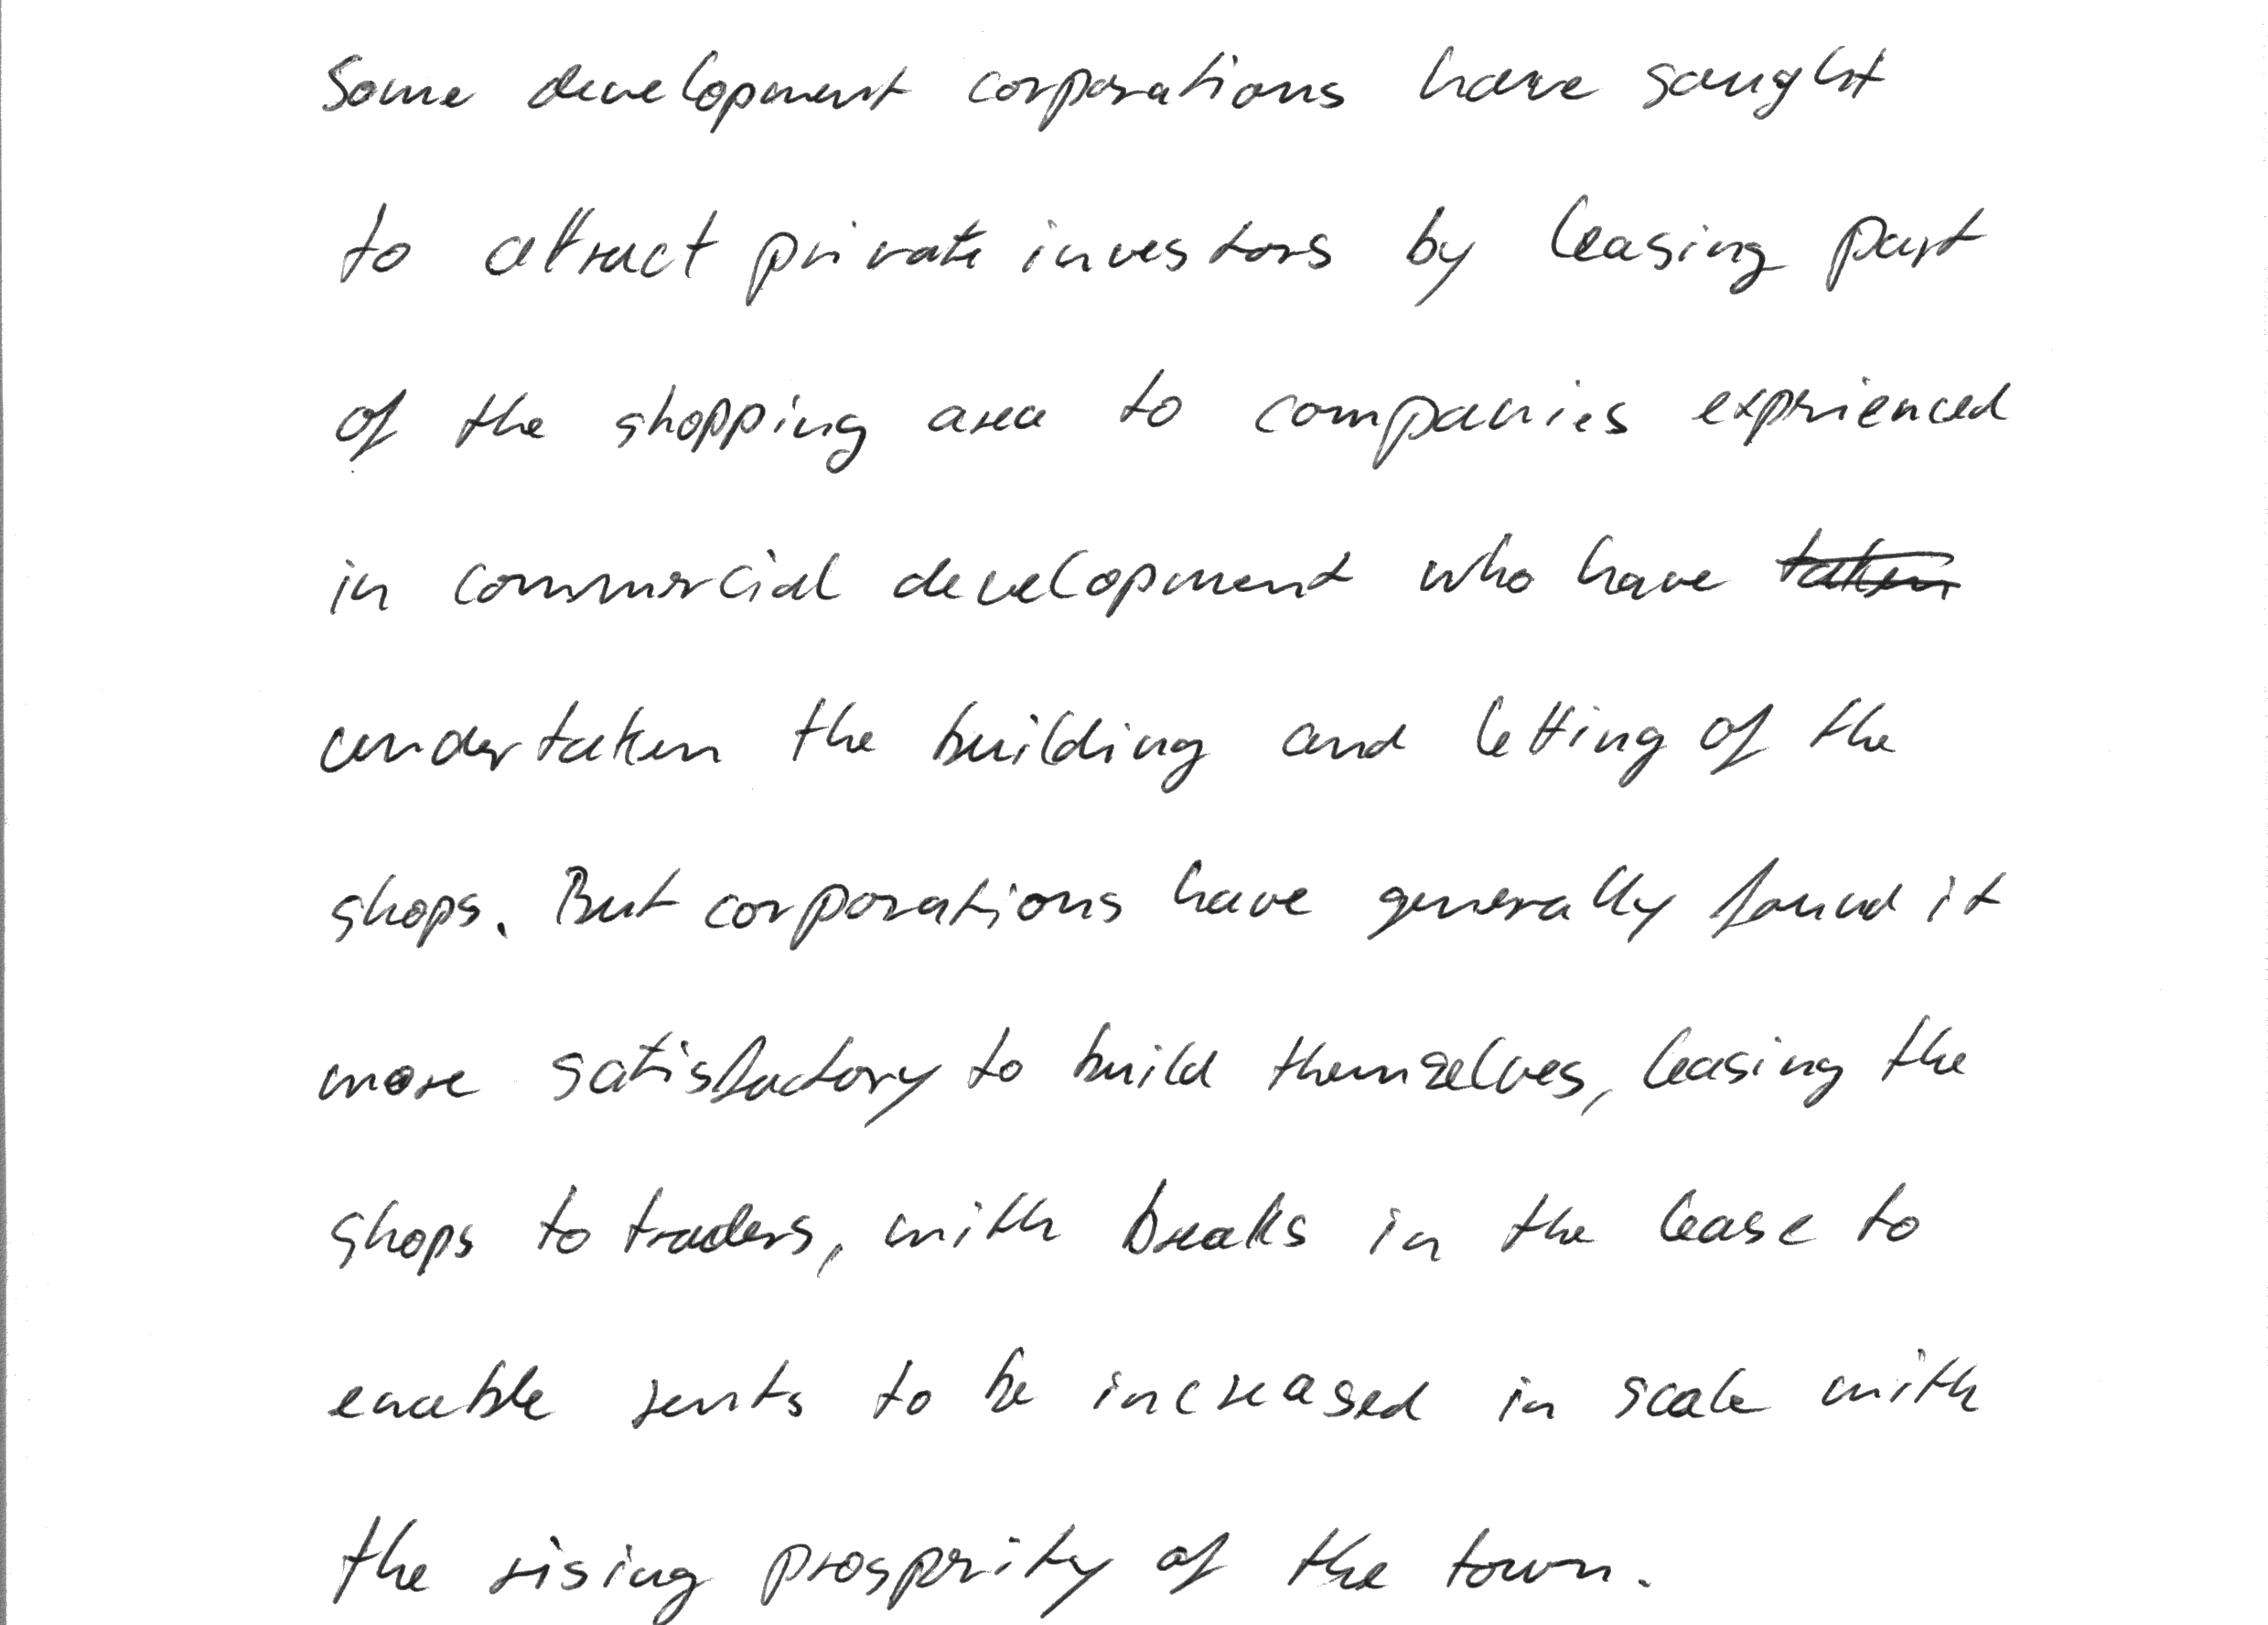 Some development corporations have sought
to attract private investors by leasing part
of the shopping area to companies exprienced
in commercial development who have taken
undertaken the building and letting of the
shops. But corporations have generally found it
more satisfactory to build themselves, leasing the
shops to traders, with breaks in the lease to
enable rents to be increased in scale with
the rising prosperity of the town.